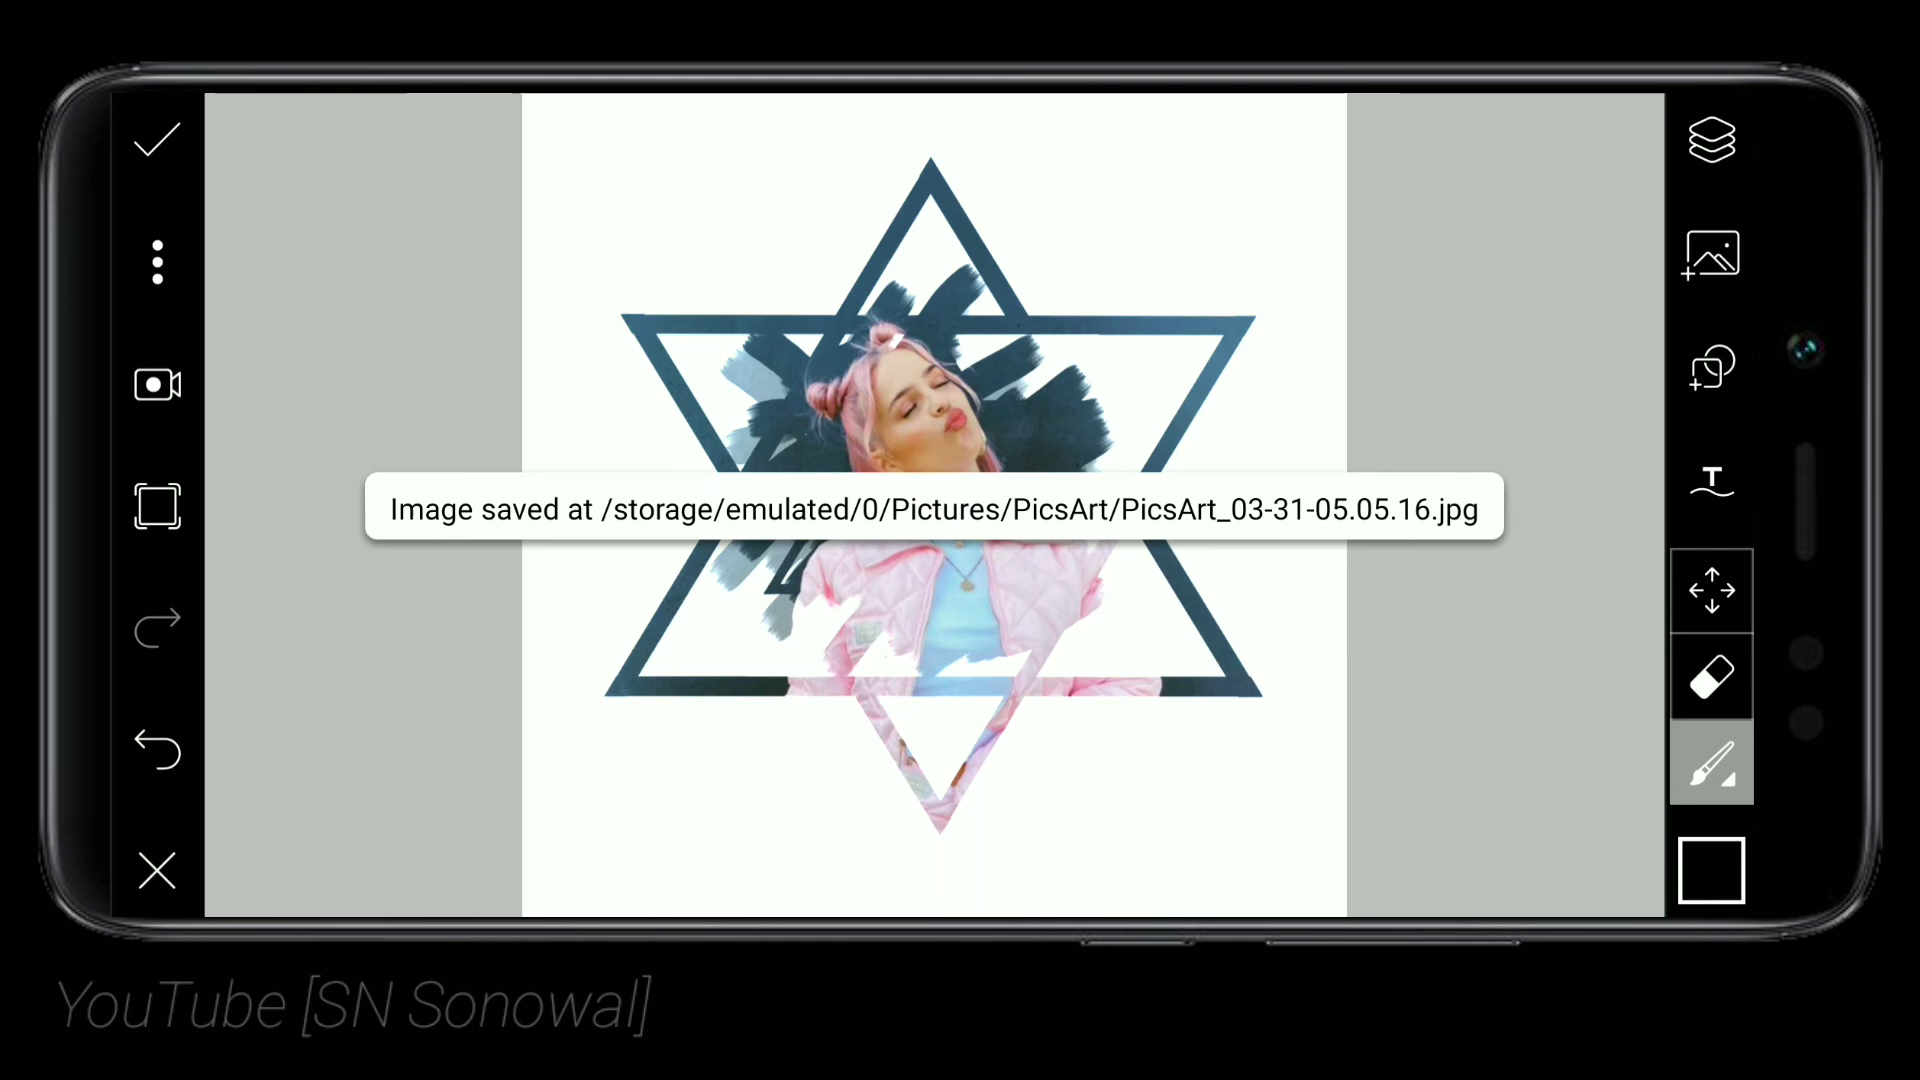 Image saved at /storage/emulated/0/Pictures/PicsArt/PicsArt_03-31-05.05.16.jpg
T
YouTube [SN Sonowal]